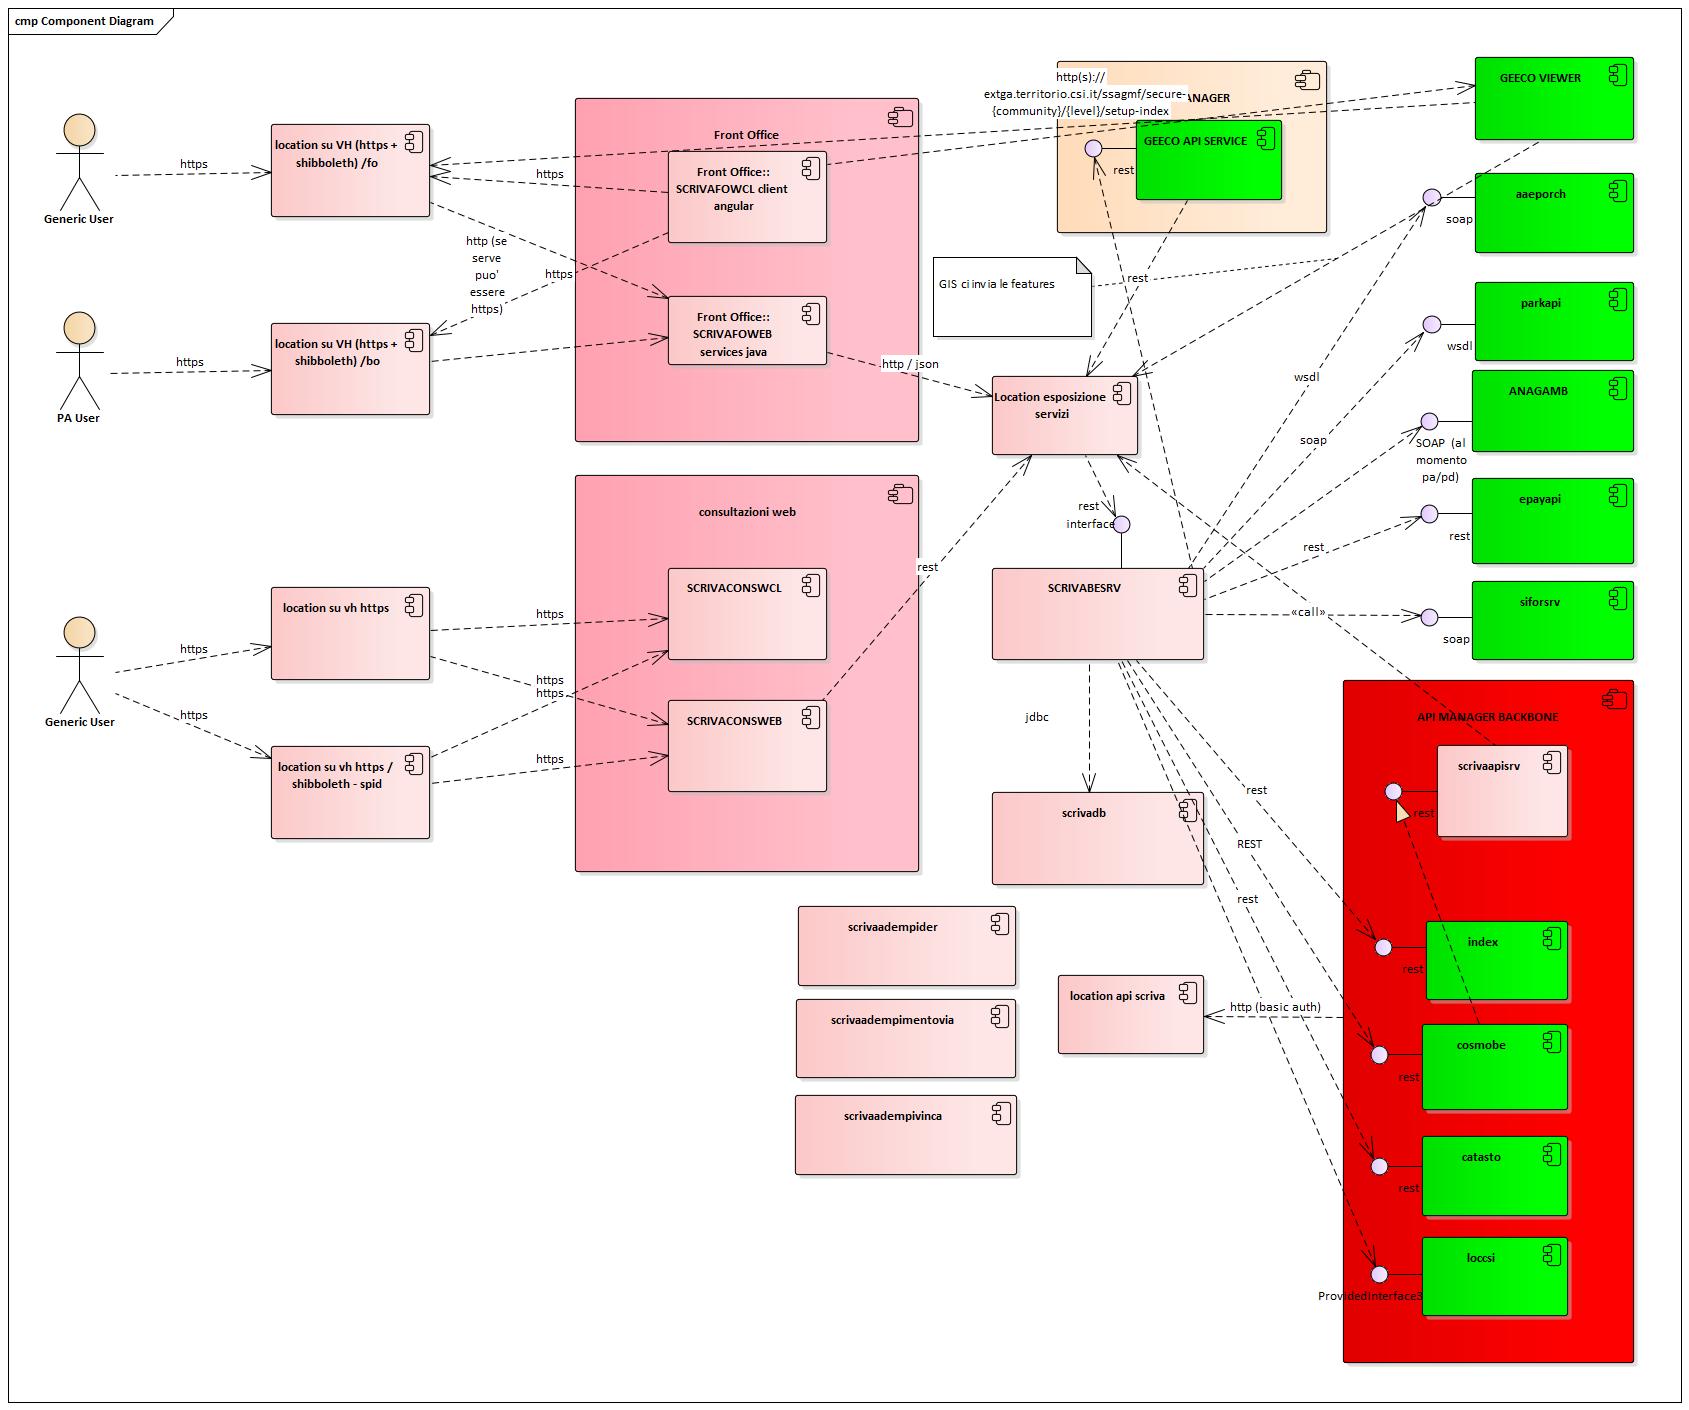 cmp Component Diagram
Generic User
https
location su VH (https +
shibboleth) /fo
PA User
https
location su VH (https +
shibboleth) /bo
http (se
serve
puo'
essere
https)
https
https
Front Office
Front Office::
SCRIVAFOWCL client
angular
Front Office::
SCRIVAFOWEB
services java
http / json
http(s)://
extga.territorio.csi.it/ssagmf/secure-
{community}/{level}/setup-index
ANAGER
GEECO API SERVICE
rest
GIS ci invia le features
rest
Location esposizione
servizi
GEECO VIEWER
aaeporch
soap
parkapi
wsdl
ANAGAMB
SOAP (al
momento
pa/pd)
epayapi
rest
siforsrv
soap
wsdl
soap
rest
«call»
rest
interface
SCRIVABESRV
Generic User
https
https
location su vh https
location su vh https /
shibboleth - spid
https
https
https
https
consultazioni web
SCRIVACONSWCL
SCRIVACONSWEB
rest
jdbc
scrivadb
rest
REST
rest
API MANAGER BACKBONE
scrivaapisrv
rest
index
rest
cosmobe
rest
catasto
rest
loccsi
ProvidedInterface3
http (basic auth)
location api scriva
scrivaadempider
scrivaadempimentovia
scrivaadempivinca